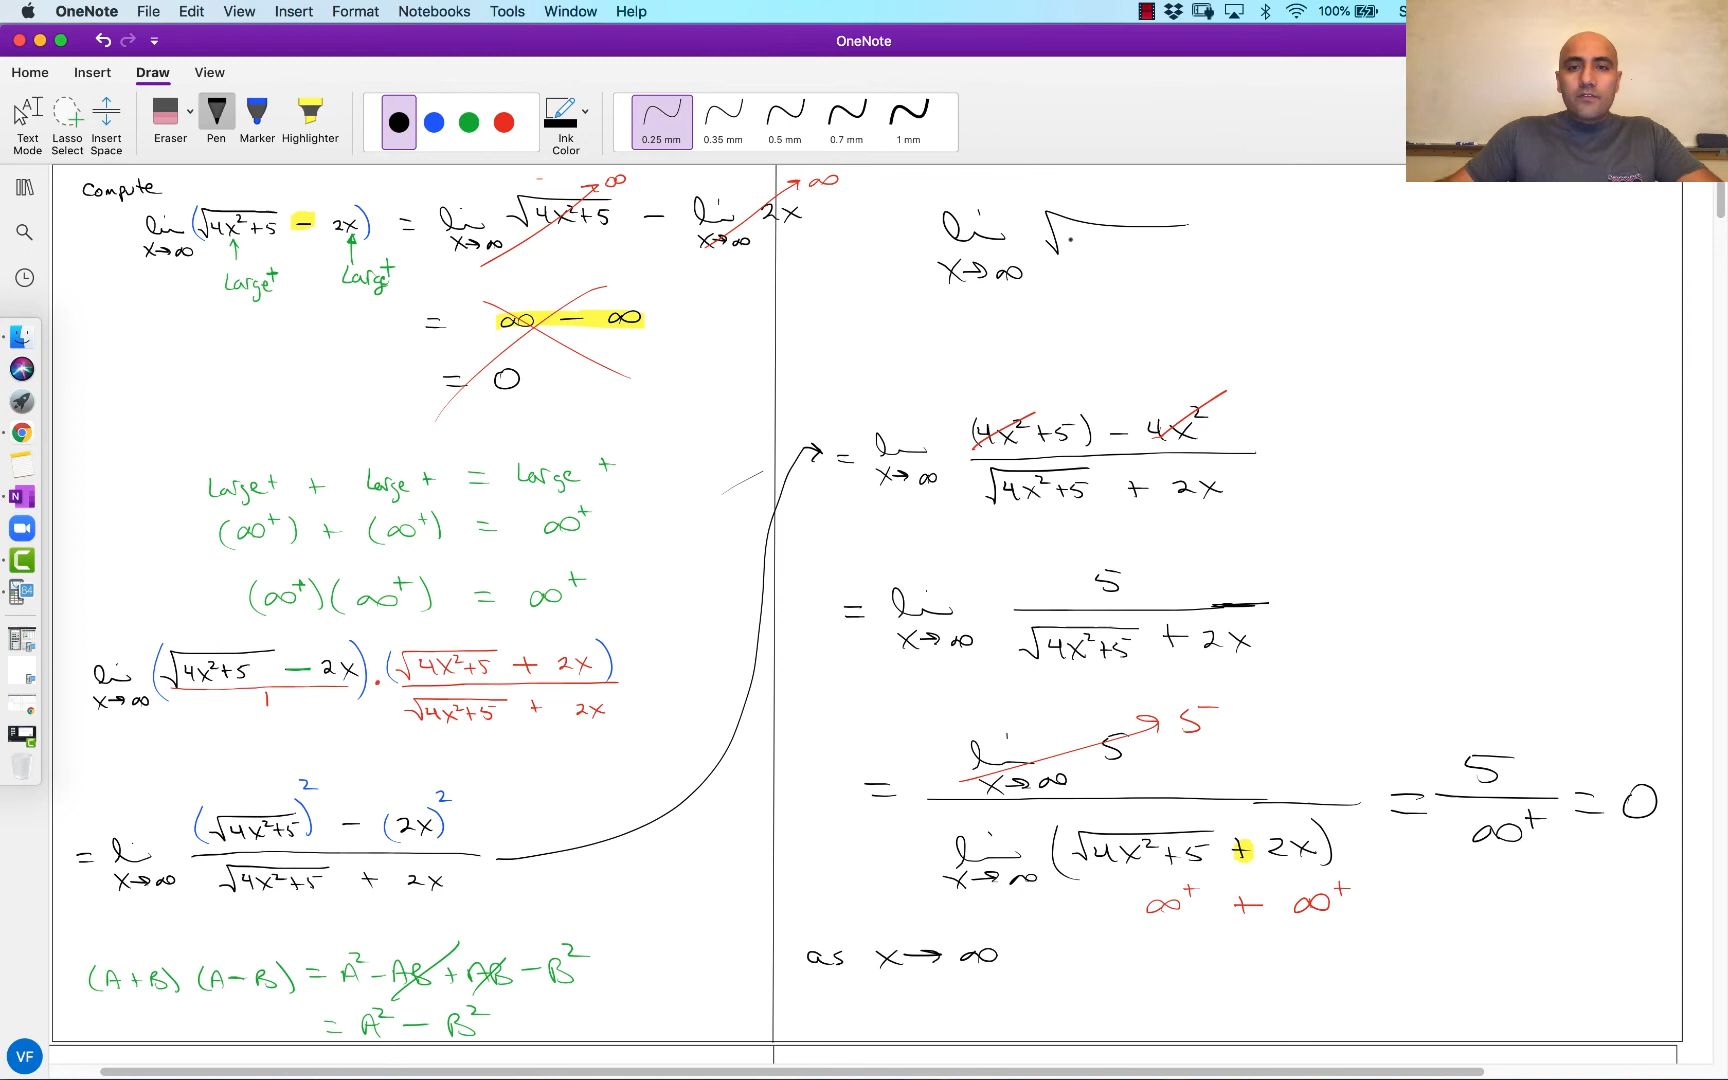 OneNote File Edit View Insert Format Notebooks Tools Window Help 100%
OneNote
Home Insert Draw View
Text Mode Lasso Select Insert Space Eraser Pen Marker Highlighter Ink Color 0.25 mm 0.35 mm 0.5 mm 0.7 mm 1 mm
Compute
lim x→∞ (√(4x²+5) − 2x) = lim x→∞ √(4x²+5) → ∞ − lim x→∞ 2x → ∞
Large⁺ Large⁺
= ∞ − ∞
= 0
Large⁺ + Large⁺ = Large⁺
(∞⁺) + (∞⁺) = ∞⁺
(∞⁺)(∞⁺) = ∞⁺
lim x→∞ (√(4x²+5) − 2x)/1 · (√(4x²+5) + 2x)/(√(4x²+5) + 2x)
= lim x→∞ ((√(4x²+5))² − (2x)²)/(√(4x²+5) + 2x)
(A+B)(A−B) = A² − AB + AB − B²
= A² − B²
lim x→∞ √
= lim x→∞ ((4x²+5) − 4x²)/(√(4x²+5) + 2x)
= lim x→∞ 5/(√(4x²+5) + 2x)
= (lim x→∞ 5 → 5)/(lim x→∞ (√(4x²+5) + 2x)) = 5/∞⁺ = 0
∞⁺ + ∞⁺
as x→∞
VF